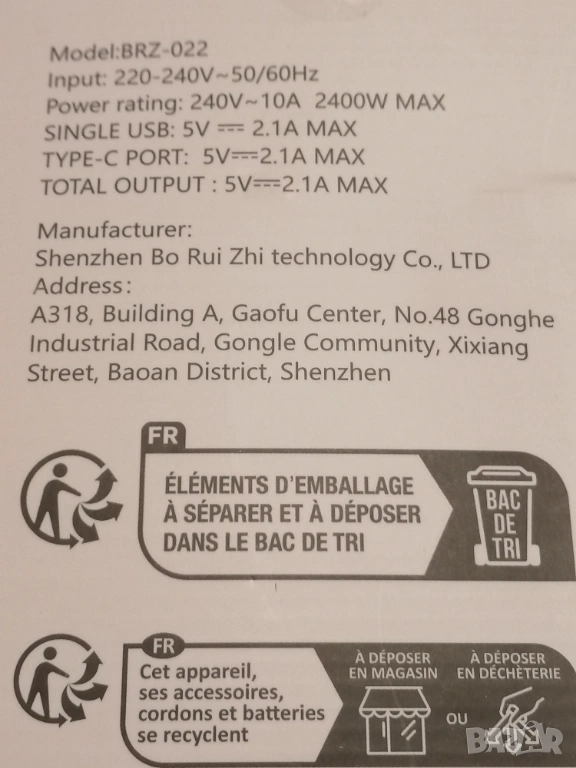 Model:BRZ-022
Input: 220-240V~50/60Hz
Power rating: 240V~10A 2400W MAX
SINGLE USB: 5V ⎓ 2.1A MAX
TYPE-C PORT: 5V⎓2.1A MAX
TOTAL OUTPUT : 5V⎓2.1A MAX
Manufacturer:
Shenzhen Bo Rui Zhi technology Co., LTD
Address:
A318, Building A, Gaofu Center, No.48 Gonghe
Industrial Road, Gongle Community, Xixiang
Street, Baoan District, Shenzhen
FR
ÉLÉMENTS D'EMBALLAGE
À SÉPARER ET À DÉPOSER
DANS LE BAC DE TRI
BAC
DE
TRI
FR
Cet appareil,
ses accessoires,
cordons et batteries
se recyclent
À DÉPOSER
EN MAGASIN
OU
À DÉPOSER
EN DÉCHÈTERIE
BAZAR